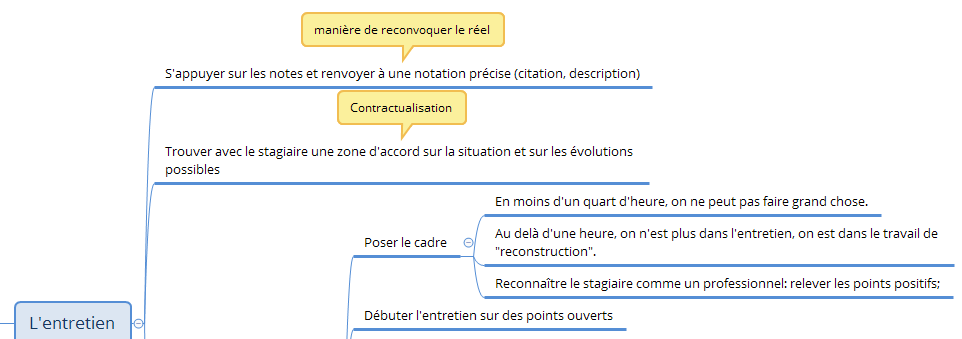 manière de reconvoquer le réel
S'appuyer sur les notes et renvoyer à une notation précise (citation, description)
Contractualisation
Trouver avec le stagiaire une zone d'accord sur la situation et sur les évolutions
possibles
En moins d'un quart d'heure, on ne peut pas faire grand chose.
Poser le cadre
Au delà d'une heure, on n'est plus dans l'entretien, on est dans le travail de
"reconstruction".
Reconnaître le stagiaire comme un professionnel: relever les points positifs;
Débuter l'entretien sur des points ouverts
L'entretien